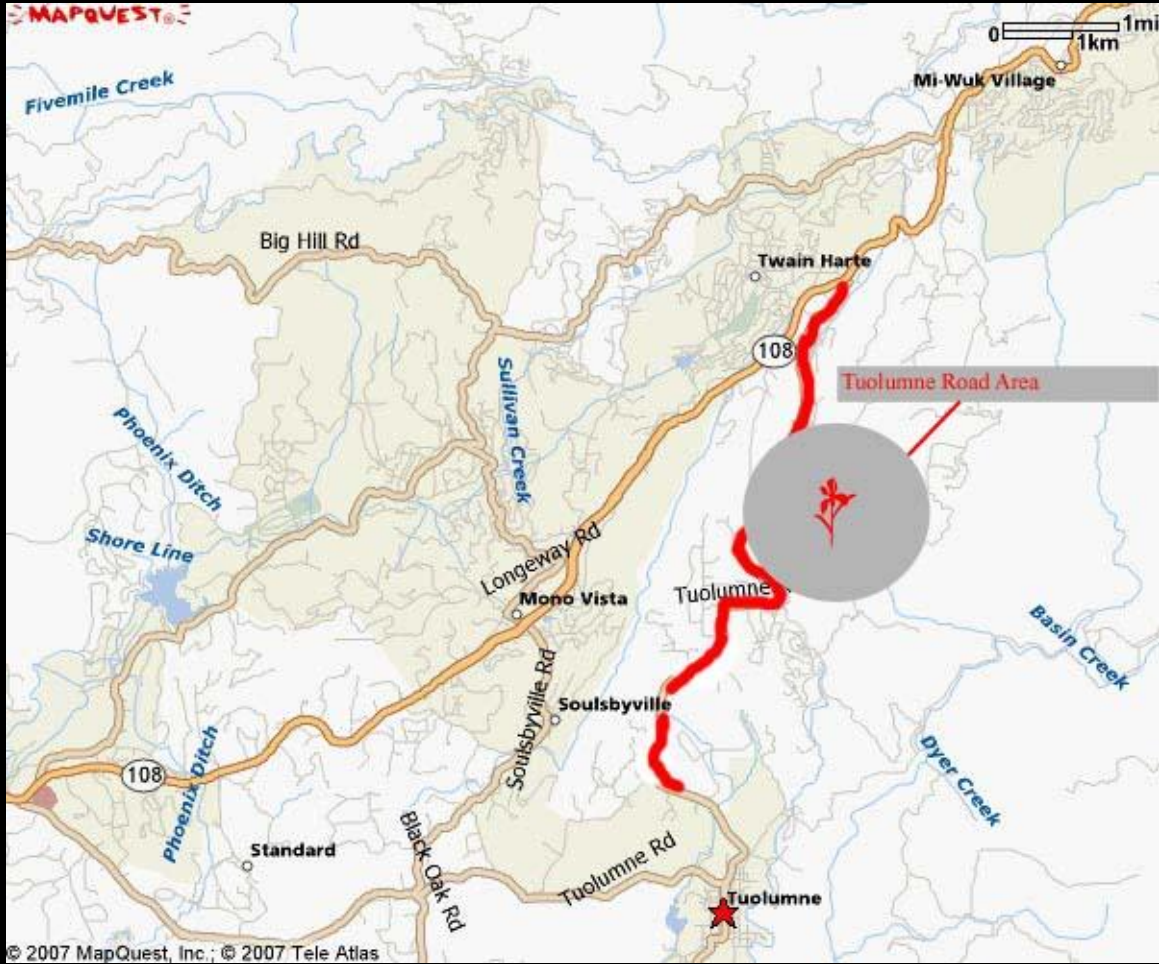 MAPQUEST®
0 1mi
1km
Mi-Wuk Village
Fivemile Creek
Big Hill Rd
Twain Harte
108
Tuolumne Road Area
Sullivan Creek
Phoenix Ditch
Shore Line
Longeway Rd
Mono Vista
Tuolumne
Basin Creek
Soulsbyville Rd
Soulsbyville
Dyer Creek
108
Phoenix Ditch
Standard
Black Oak Rd
Tuolumne Rd
Tuolumne
© 2007 MapQuest, Inc.; © 2007 Tele Atlas